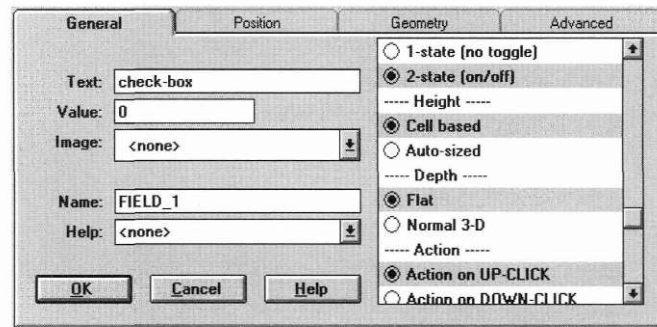 General Position Geometry Advanced
Text: check-box
Value: 0
Image: <none>
Name: FIELD_1
Help: <none>
OK Cancel Help
1-state (no toggle)
2-state (on/off)
----- Height -----
Cell based
Auto-sized
----- Depth -----
Flat
Normal 3-D
----- Action -----
Action on UP-CLICK
Action on DOWN-CLICK